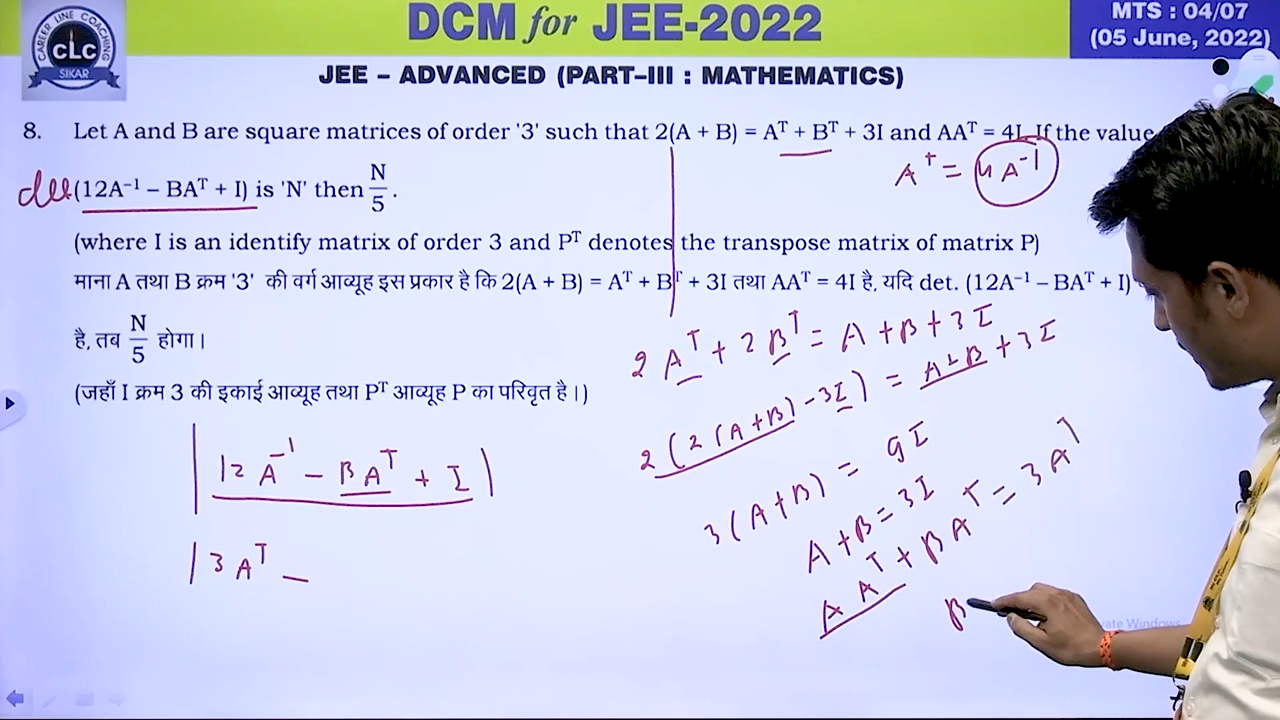 DCM for JEE-2022
MTS : 04/07
(05 June, 2022)
CAREER LINE COACHING
CLC
SIKAR
JEE – ADVANCED (PART–III : MATHEMATICS)
8. Let A and B are square matrices of order '3' such that 2(A + B) = Aᵀ + Bᵀ + 3I and AAᵀ = 4I. If the value
Aᵀ = 4A⁻¹
det (12A⁻¹ – BAᵀ + I) is 'N' then N/5.
(where I is an identify matrix of order 3 and Pᵀ denotes the transpose matrix of matrix P)
माना A तथा B क्रम '3' की वर्ग आव्यूह इस प्रकार है कि 2(A + B) = Aᵀ + Bᵀ + 3I तथा AAᵀ = 4I है, यदि det. (12A⁻¹ – BAᵀ + I)
है, तब N/5 होगा।
(जहाँ I क्रम 3 की इकाई आव्यूह तथा Pᵀ आव्यूह P का परिवृत है।)
2Aᵀ + 2Bᵀ = A + B + 3I
2(2(A+B) - 3I) = A+B + 3I
3(A+B) = 9I
A+B = 3I
AAᵀ + BAᵀ = 3Aᵀ
B
|12A⁻¹ - BAᵀ + I|
|3Aᵀ -